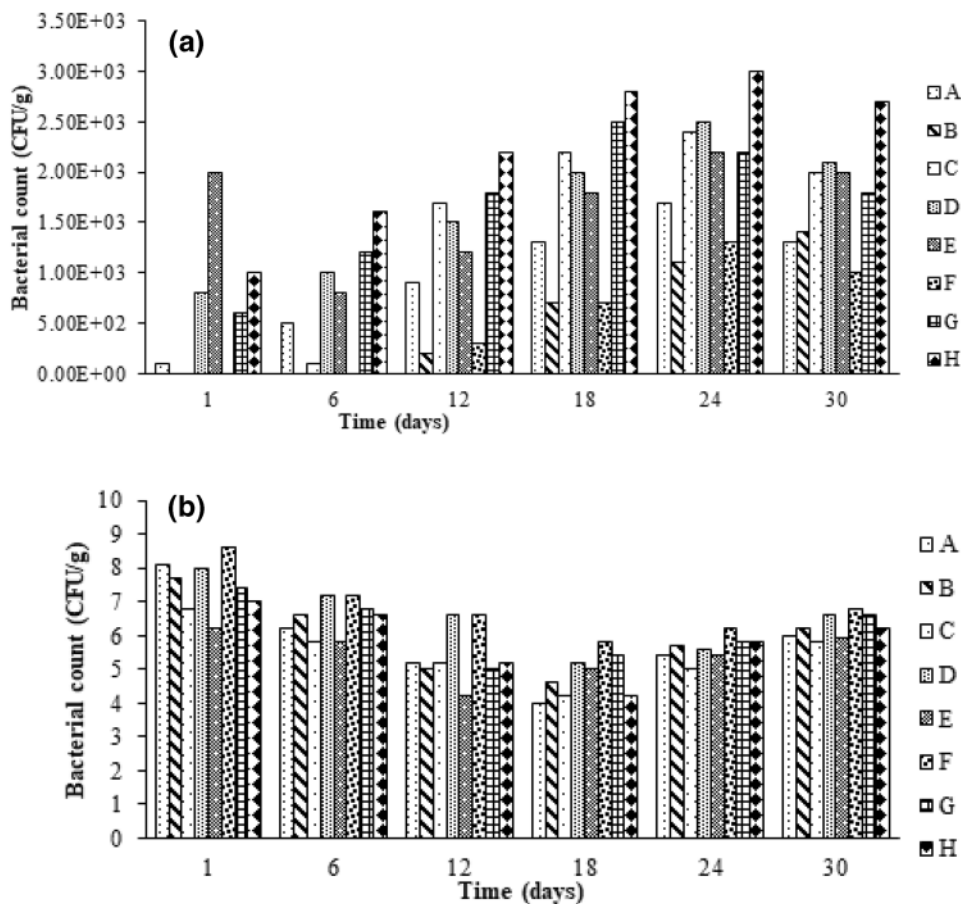 (a)
Bacterial count (CFU/g)
3.50E+03
3.00E+03
2.50E+03
2.00E+03
1.50E+03
1.00E+03
5.00E+02
0.00E+00
1 6 12 18 24 30
Time (days)
A
B
C
D
E
F
G
H
(b)
Bacterial count (CFU/g)
10
9
8
7
6
5
4
3
2
1
0
1 6 12 18 24 30
Time (days)
A
B
C
D
E
F
G
H